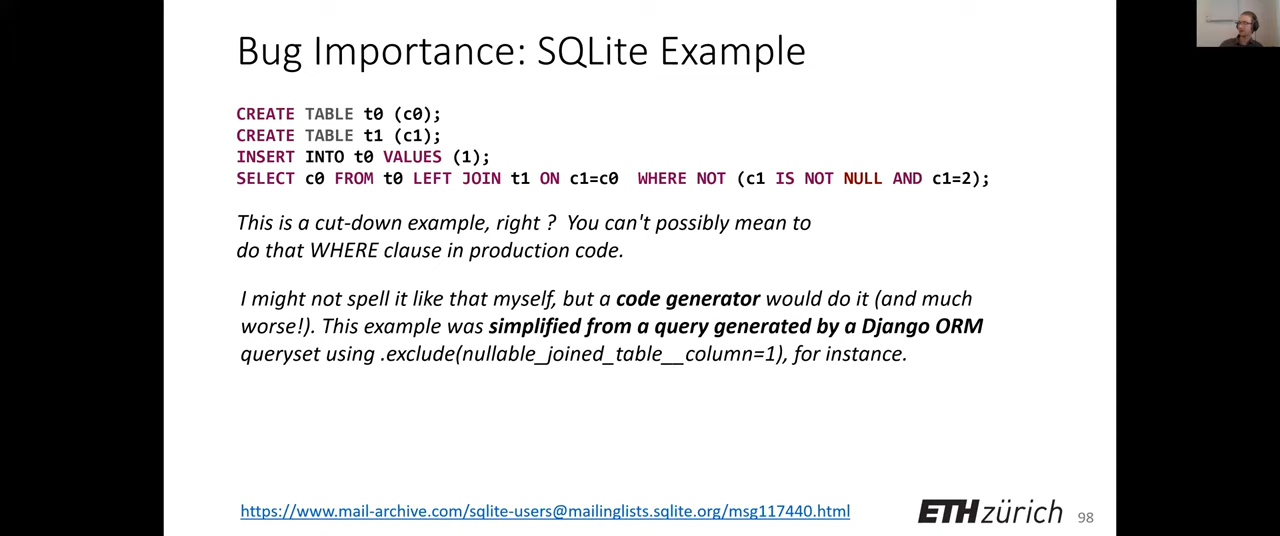 Bug Importance: SQLite Example
CREATE TABLE t0 (c0);
CREATE TABLE t1 (c1);
INSERT INTO t0 VALUES (1);
SELECT c0 FROM t0 LEFT JOIN t1 ON c1=c0  WHERE NOT (c1 IS NOT NULL AND c1=2);
This is a cut-down example, right ?  You can't possibly mean to
do that WHERE clause in production code.
I might not spell it like that myself, but a code generator would do it (and much
worse!). This example was simplified from a query generated by a Django ORM
queryset using .exclude(nullable_joined_table__column=1), for instance.
https://www.mail-archive.com/sqlite-users@mailinglists.sqlite.org/msg117440.html
ETH zürich 98